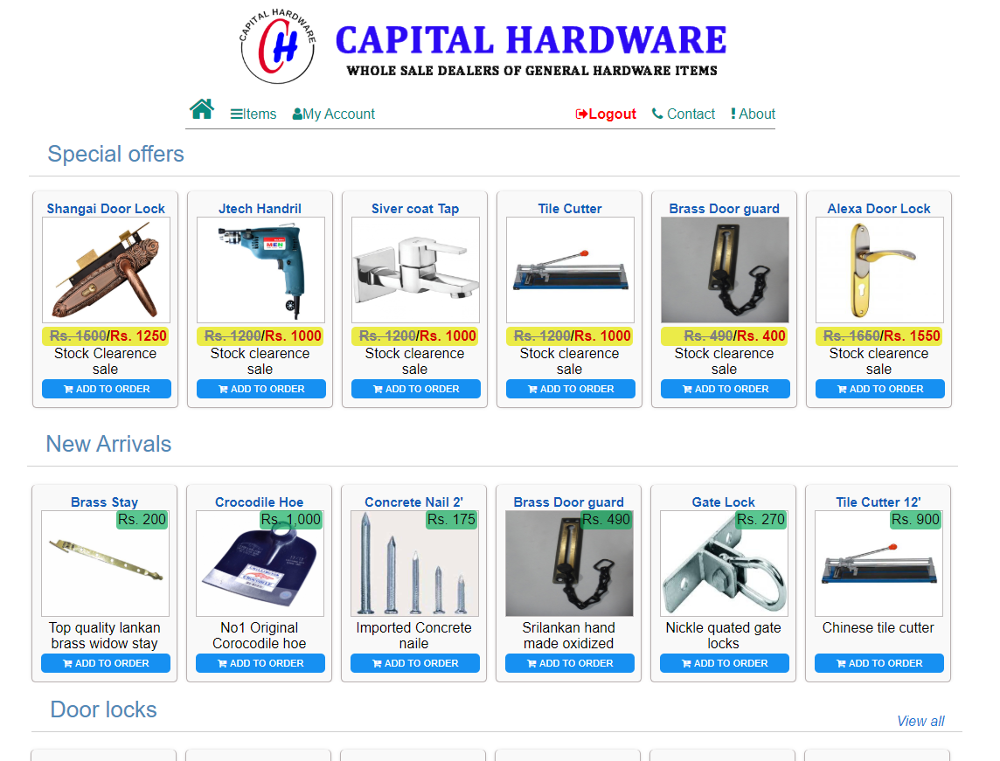 CAPITAL HARDWARE
CH
CAPITAL HARDWARE
WHOLE SALE DEALERS OF GENERAL HARDWARE ITEMS
Items My Account Logout Contact ! About
Special offers
Shangai Door Lock
Rs. 1500/Rs. 1250
Stock Clearence
sale
ADD TO ORDER
Jtech Handril
MEN
Rs. 1200/Rs. 1000
Stock clearence
sale
ADD TO ORDER
Siver coat Tap
Rs. 1200/Rs. 1000
Stock clearence
sale
ADD TO ORDER
Tile Cutter
Rs. 1200/Rs. 1000
Stock clearence
sale
ADD TO ORDER
Brass Door guard
Rs. 490/Rs. 400
Stock clearence
sale
ADD TO ORDER
Alexa Door Lock
Rs. 1650/Rs. 1550
Stock clearence
sale
ADD TO ORDER
New Arrivals
Brass Stay
Rs. 200
Top quality lankan
brass widow stay
ADD TO ORDER
Crocodile Hoe
Rs. 1,000
CHILLINGTON
CROCODILE
No1 Original
Corocodile hoe
ADD TO ORDER
Concrete Nail 2'
Rs. 175
Imported Concrete
naile
ADD TO ORDER
Brass Door guard
Rs. 490
Srilankan hand
made oxidized
ADD TO ORDER
Gate Lock
Rs. 270
Nickle quated gate
locks
ADD TO ORDER
Tile Cutter 12'
Rs. 900
Chinese tile cutter
ADD TO ORDER
Door locks
View all